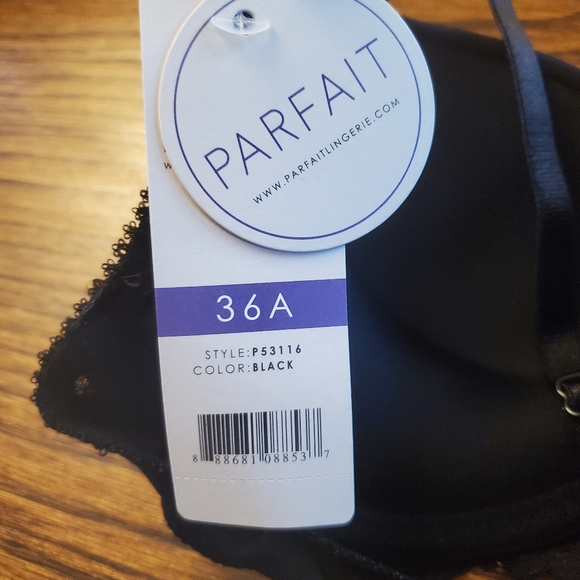 PARFAIT
WWW.PARFAITLINGERIE.COM
36A
STYLE:P53116
COLOR:BLACK
8 88681 08853 7